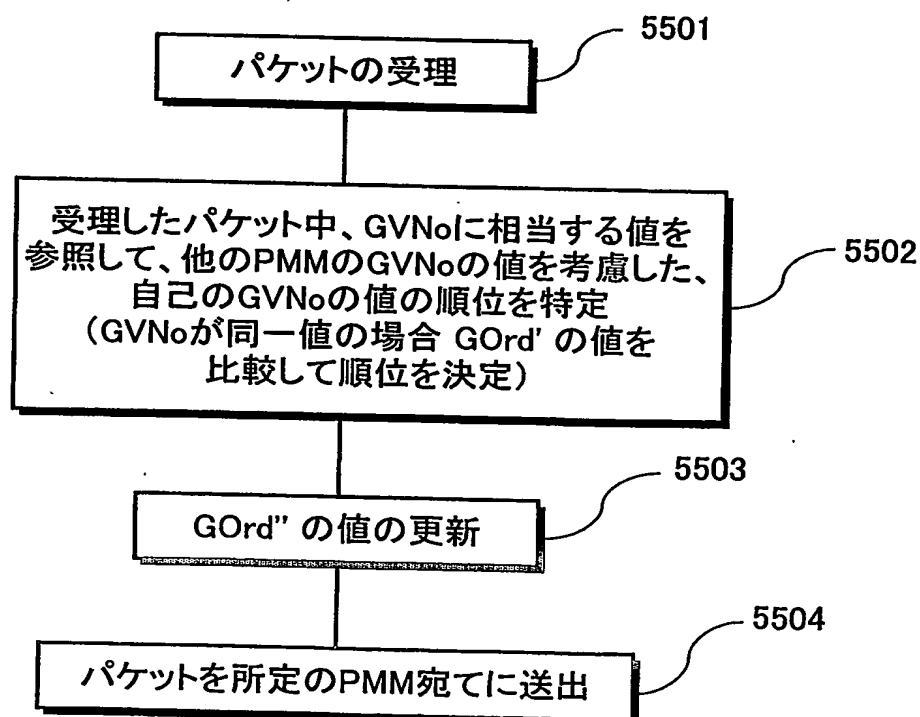 5501
パケットの受理
受理したパケット中、GVNoに相当する値を
参照して、他のPMMのGVNoの値を考慮した、
自己のGVNoの値の順位を特定
（GVNoが同一値の場合 GOrd' の値を
比較して順位を決定）
5502
5503
GOrd” の値の更新
5504
パケットを所定のPMM宛てに送出